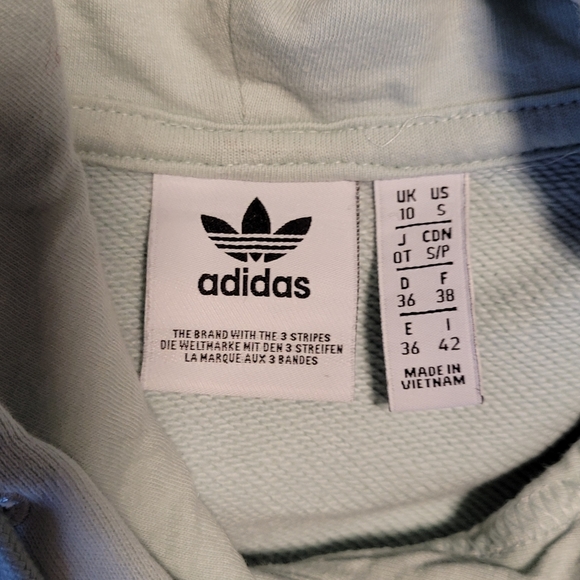 adidas
THE BRAND WITH THE 3 STRIPES
DIE WELTMARKE MIT DEN 3 STREIFEN
LA MARQUE AUX 3 BANDES
UK US
10 S
J CDN
OT S/P
D F
36 38
E I
36 42
MADE IN
VIETNAM